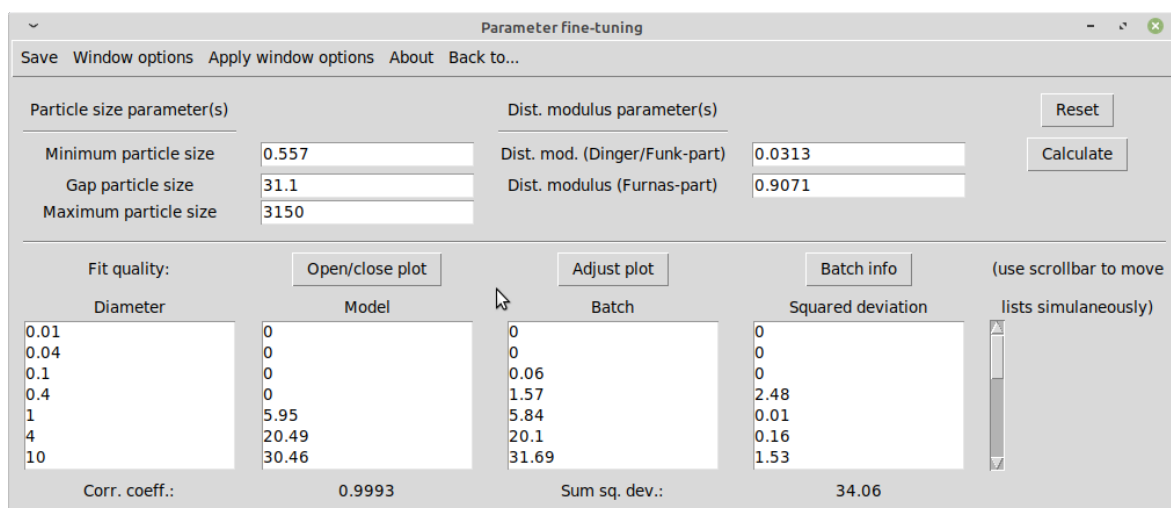 Parameter fine-tuning
Save Window options Apply window options About Back to...
Particle size parameter(s) Dist. modulus parameter(s) Reset
Minimum particle size 0.557 Dist. mod. (Dinger/Funk-part) 0.0313 Calculate
Gap particle size 31.1 Dist. modulus (Furnas-part) 0.9071
Maximum particle size 3150
Fit quality: Open/close plot Adjust plot Batch info (use scrollbar to move
Diameter Model Batch Squared deviation lists simulaneously)
0.01 0 0 0
0.04 0 0 0
0.1 0 0.06 0
0.4 0 1.57 2.48
1 5.95 5.84 0.01
4 20.49 20.1 0.16
10 30.46 31.69 1.53
Corr. coeff.: 0.9993 Sum sq. dev.: 34.06